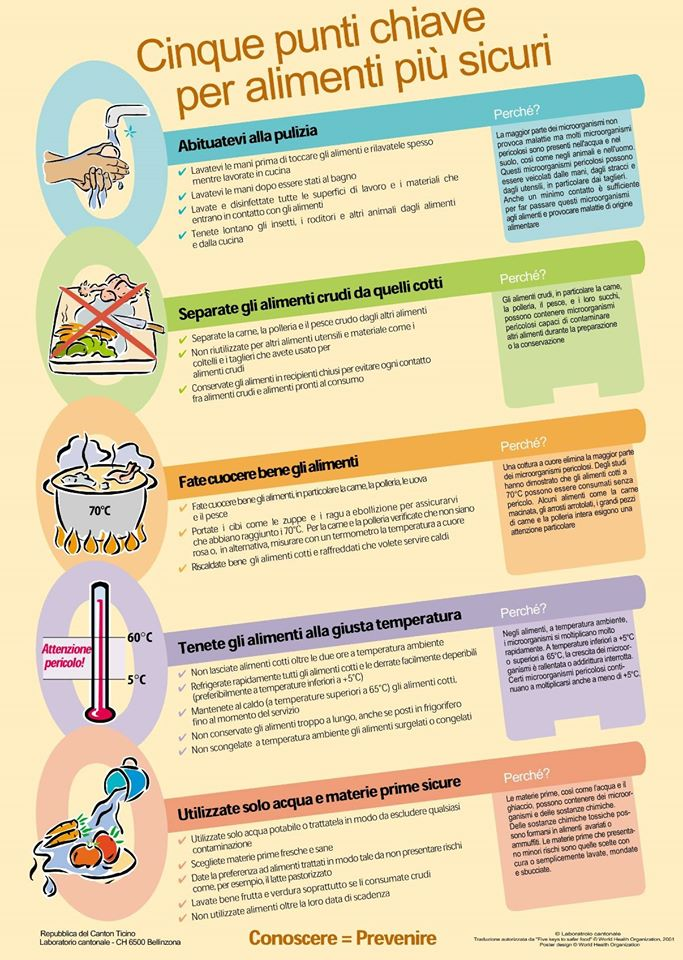 Cinque punti chiave
per alimenti più sicuri
Abituatevi alla pulizia
✔ Lavatevi le mani prima di toccare gli alimenti e rilavatele spesso
mentre lavorate in cucina
✔ Lavatevi le mani dopo essere stati al bagno
✔ Lavate e disinfettate tutte le superfici di lavoro e i materiali che
entrano in contatto con gli alimenti
✔ Tenete lontano gli insetti, i roditori e altri animali dagli alimenti
e dalla cucina
Perché?
La maggior parte dei microorganismi non
provoca malattie ma molti microorganismi
pericolosi sono presenti nell'acqua e nel
suolo, così come negli animali e nell'uomo.
Questi microorganismi pericolosi possono
essere veicolati dalle mani, dagli stracci e
dagli utensili, in particolare dai taglieri.
Anche un minimo contatto è sufficiente
per far passare questi microorganismi
agli alimenti e provocare malattie di origine
alimentare
Separate gli alimenti crudi da quelli cotti
✔ Separate la carne, la polleria e il pesce crudo dagli altri alimenti
✔ Non riutilizzate per altri alimenti utensili e materiale come i
coltelli e i taglieri che avete usato per
alimenti crudi
✔ Conservate gli alimenti in recipienti chiusi per evitare ogni contatto
fra alimenti crudi e alimenti pronti al consumo
Perché?
Gli alimenti crudi, in particolare la carne,
la polleria, il pesce, e i loro succhi,
possono contenere microorganismi
pericolosi capaci di contaminare
altri alimenti durante la preparazione
o la conservazione
70°C
Fate cuocere bene gli alimenti
✔ Fate cuocere bene gli alimenti, in particolare la carne, la polleria, le uova
e il pesce
✔ Portate i cibi come le zuppe e i ragu a ebollizione per assicurarvi
che abbiano raggiunto i 70°C. Per la carne e la polleria verificate che non siano
rosa o, in alternativa, misurare con un termometro la temperatura a cuore
✔ Riscaldate bene gli alimenti cotti e raffreddati che volete servire caldi
Perché?
Una cottura a cuore elimina la maggior parte
dei microorganismi pericolosi. Degli studi
hanno dimostrato che gli alimenti cotti a
70°C possono essere consumati senza
pericolo. Alcuni alimenti come la carne
macinata, gli arrosti arrotolati, i grandi pezzi
di carne e la polleria intera esigono una
attenzione particolare
60°C
Attenzione
pericolo!
5°C
Tenete gli alimenti alla giusta temperatura
✔ Non lasciate alimenti cotti oltre le due ore a temperatura ambiente
✔ Refrigerate rapidamente tutti gli alimenti cotti e le derrate facilmente deperibili
(preferibilmente a temperature inferiori a +5°C)
✔ Mantenete al caldo (a temperature superiori a 65°C) gli alimenti cotti,
fino al momento del servizio
✔ Non conservate gli alimenti troppo a lungo, anche se posti in frigorifero
✔ Non scongelate a temperatura ambiente gli alimenti surgelati o congelati
Perché?
Negli alimenti, a temperatura ambiente,
i microorganismi si moltiplicano molto
rapidamente. A temperature inferiori a +5°C
o superiori a 65°C, la crescita dei microor-
ganismi è rallentata o addirittura interrotta.
Certi microorganismi pericolosi conti-
nuano a moltiplicarsi anche a meno di +5°C.
Utilizzate solo acqua e materie prime sicure
✔ Utilizzate solo acqua potabile o trattatela in modo da escludere qualsiasi
contaminazione
✔ Scegliete materie prime fresche e sane
✔ Date la preferenza ad alimenti trattati in modo tale da non presentare rischi
come, per esempio, il latte pastorizzato
✔ Lavate bene frutta e verdura soprattutto se li consumate crudi
✔ Non utilizzate alimenti oltre la loro data di scadenza
Perché?
Le materie prime, così come l'acqua e il
ghiaccio, possono contenere dei microor-
ganismi e delle sostanze chimiche.
Delle sostanze chimiche tossiche pos-
sono formarsi in alimenti avariati o
ammuffiti. Le materie prime che presenta-
no minori rischi sono quelle scelte con
cura o semplicemente lavate, mondate
e sbucciate.
Repubblica del Canton Ticino
Laboratorio cantonale - CH 6500 Bellinzona
Conoscere = Prevenire
© Laboratroio cantonale
Traduzione autorizzata da "Five keys to safer food" © World Health Organization, 2001
Poster design © World Health Organization